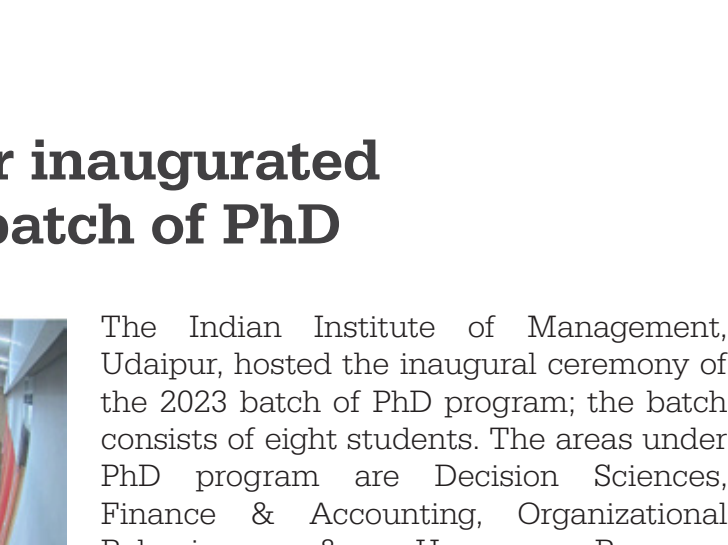 r inaugurated
batch of PhD
The Indian Institute of Management,
Udaipur, hosted the inaugural ceremony of
the 2023 batch of PhD program; the batch
consists of eight students. The areas under
PhD program are Decision Sciences,
Finance & Accounting, Organizational
&